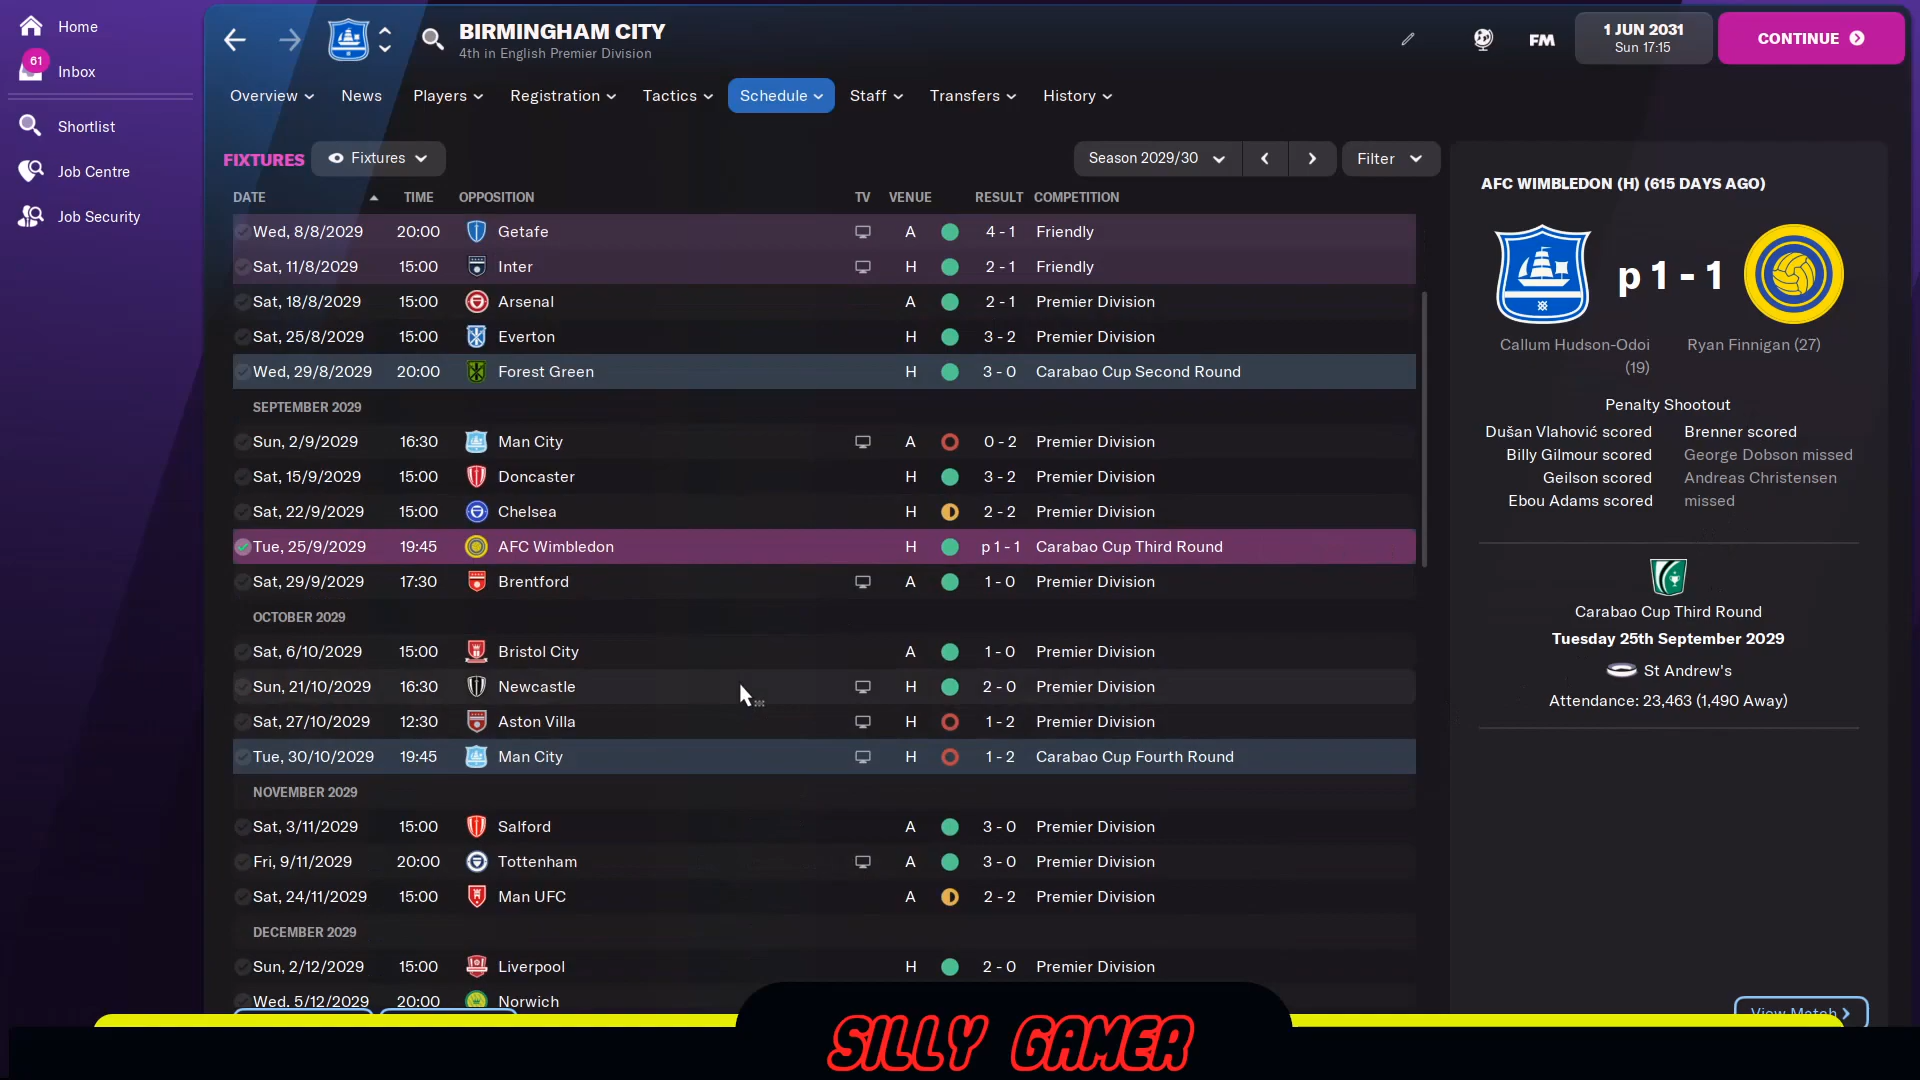 Home
61
Inbox
Shortlist
Job Centre
Job Security
BIRMINGHAM CITY
4th in English Premier Division
FM
1 JUN 2031
Sun 17:15
CONTINUE
Overview News Players Registration Tactics Schedule Staff Transfers History
FIXTURES Fixtures Season 2029/30 Filter
DATE TIME OPPOSITION TV VENUE RESULT COMPETITION
Wed, 8/8/2029 20:00 Getafe A 4 - 1 Friendly
Sat, 11/8/2029 15:00 Inter H 2 - 1 Friendly
Sat, 18/8/2029 15:00 Arsenal A 2 - 1 Premier Division
Sat, 25/8/2029 15:00 Everton H 3 - 2 Premier Division
Wed, 29/8/2029 20:00 Forest Green H 3 - 0 Carabao Cup Second Round
SEPTEMBER 2029
Sun, 2/9/2029 16:30 Man City A 0 - 2 Premier Division
Sat, 15/9/2029 15:00 Doncaster H 3 - 2 Premier Division
Sat, 22/9/2029 15:00 Chelsea H 2 - 2 Premier Division
Tue, 25/9/2029 19:45 AFC Wimbledon H p 1 - 1 Carabao Cup Third Round
Sat, 29/9/2029 17:30 Brentford A 1 - 0 Premier Division
OCTOBER 2029
Sat, 6/10/2029 15:00 Bristol City A 1 - 0 Premier Division
Sun, 21/10/2029 16:30 Newcastle H 2 - 0 Premier Division
Sat, 27/10/2029 12:30 Aston Villa H 1 - 2 Premier Division
Tue, 30/10/2029 19:45 Man City H 1 - 2 Carabao Cup Fourth Round
NOVEMBER 2029
Sat, 3/11/2029 15:00 Salford A 3 - 0 Premier Division
Fri, 9/11/2029 20:00 Tottenham A 3 - 0 Premier Division
Sat, 24/11/2029 15:00 Man UFC A 2 - 2 Premier Division
DECEMBER 2029
Sun, 2/12/2029 15:00 Liverpool H 2 - 0 Premier Division
Wed, 5/12/2029 20:00 Norwich
AFC WIMBLEDON (H) (615 DAYS AGO)
p 1 - 1
Callum Hudson-Odoi Ryan Finnigan (27)
(19)
Penalty Shootout
Dušan Vlahović scored Brenner scored
Billy Gilmour scored George Dobson missed
Geilson scored Andreas Christensen
Ebou Adams scored missed
Carabao Cup Third Round
Tuesday 25th September 2029
St Andrew's
Attendance: 23,463 (1,490 Away)
View Match
SILLY GAMER